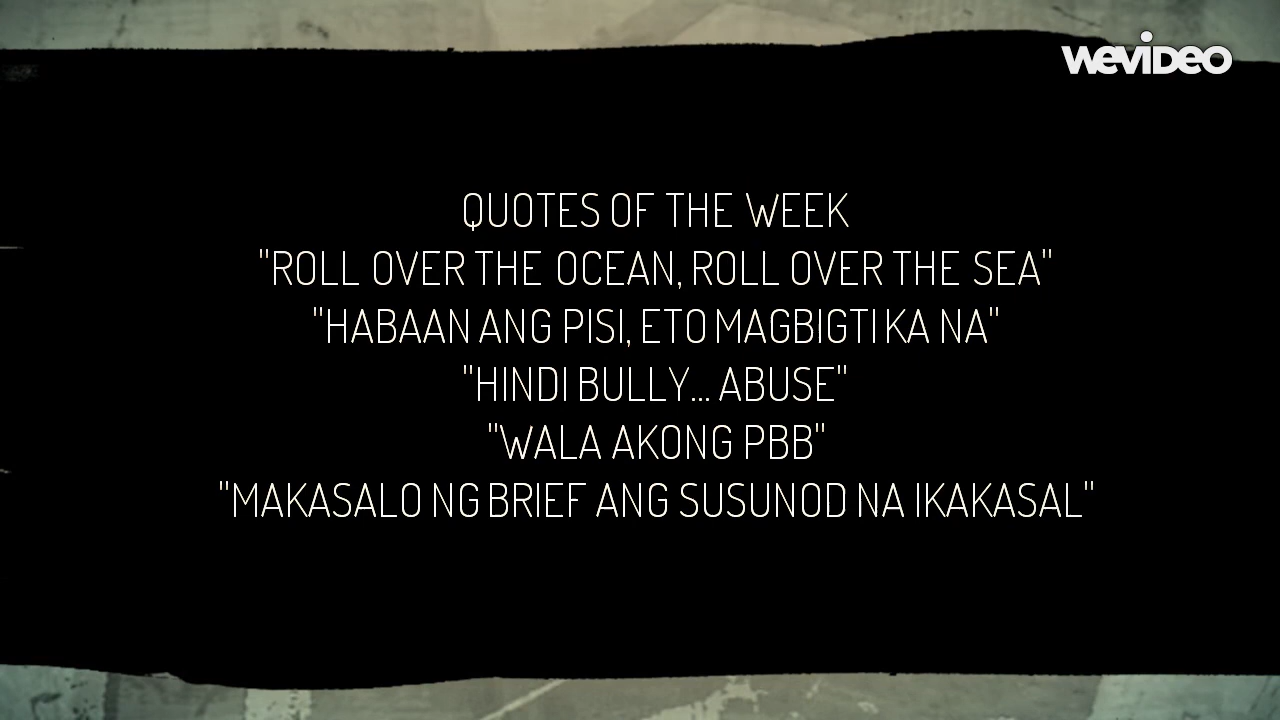 WEVIDEO
QUOTES OF THE WEEK
"ROLL OVER THE OCEAN, ROLL OVER THE SEA"
"HABAAN ANG PISI, ETO MAGBIGTI KA NA"
"HINDI BULLY... ABUSE"
"WALA AKONG PBB"
"MAKASALO NG BRIEF ANG SUSUNOD NA IKAKASAL"